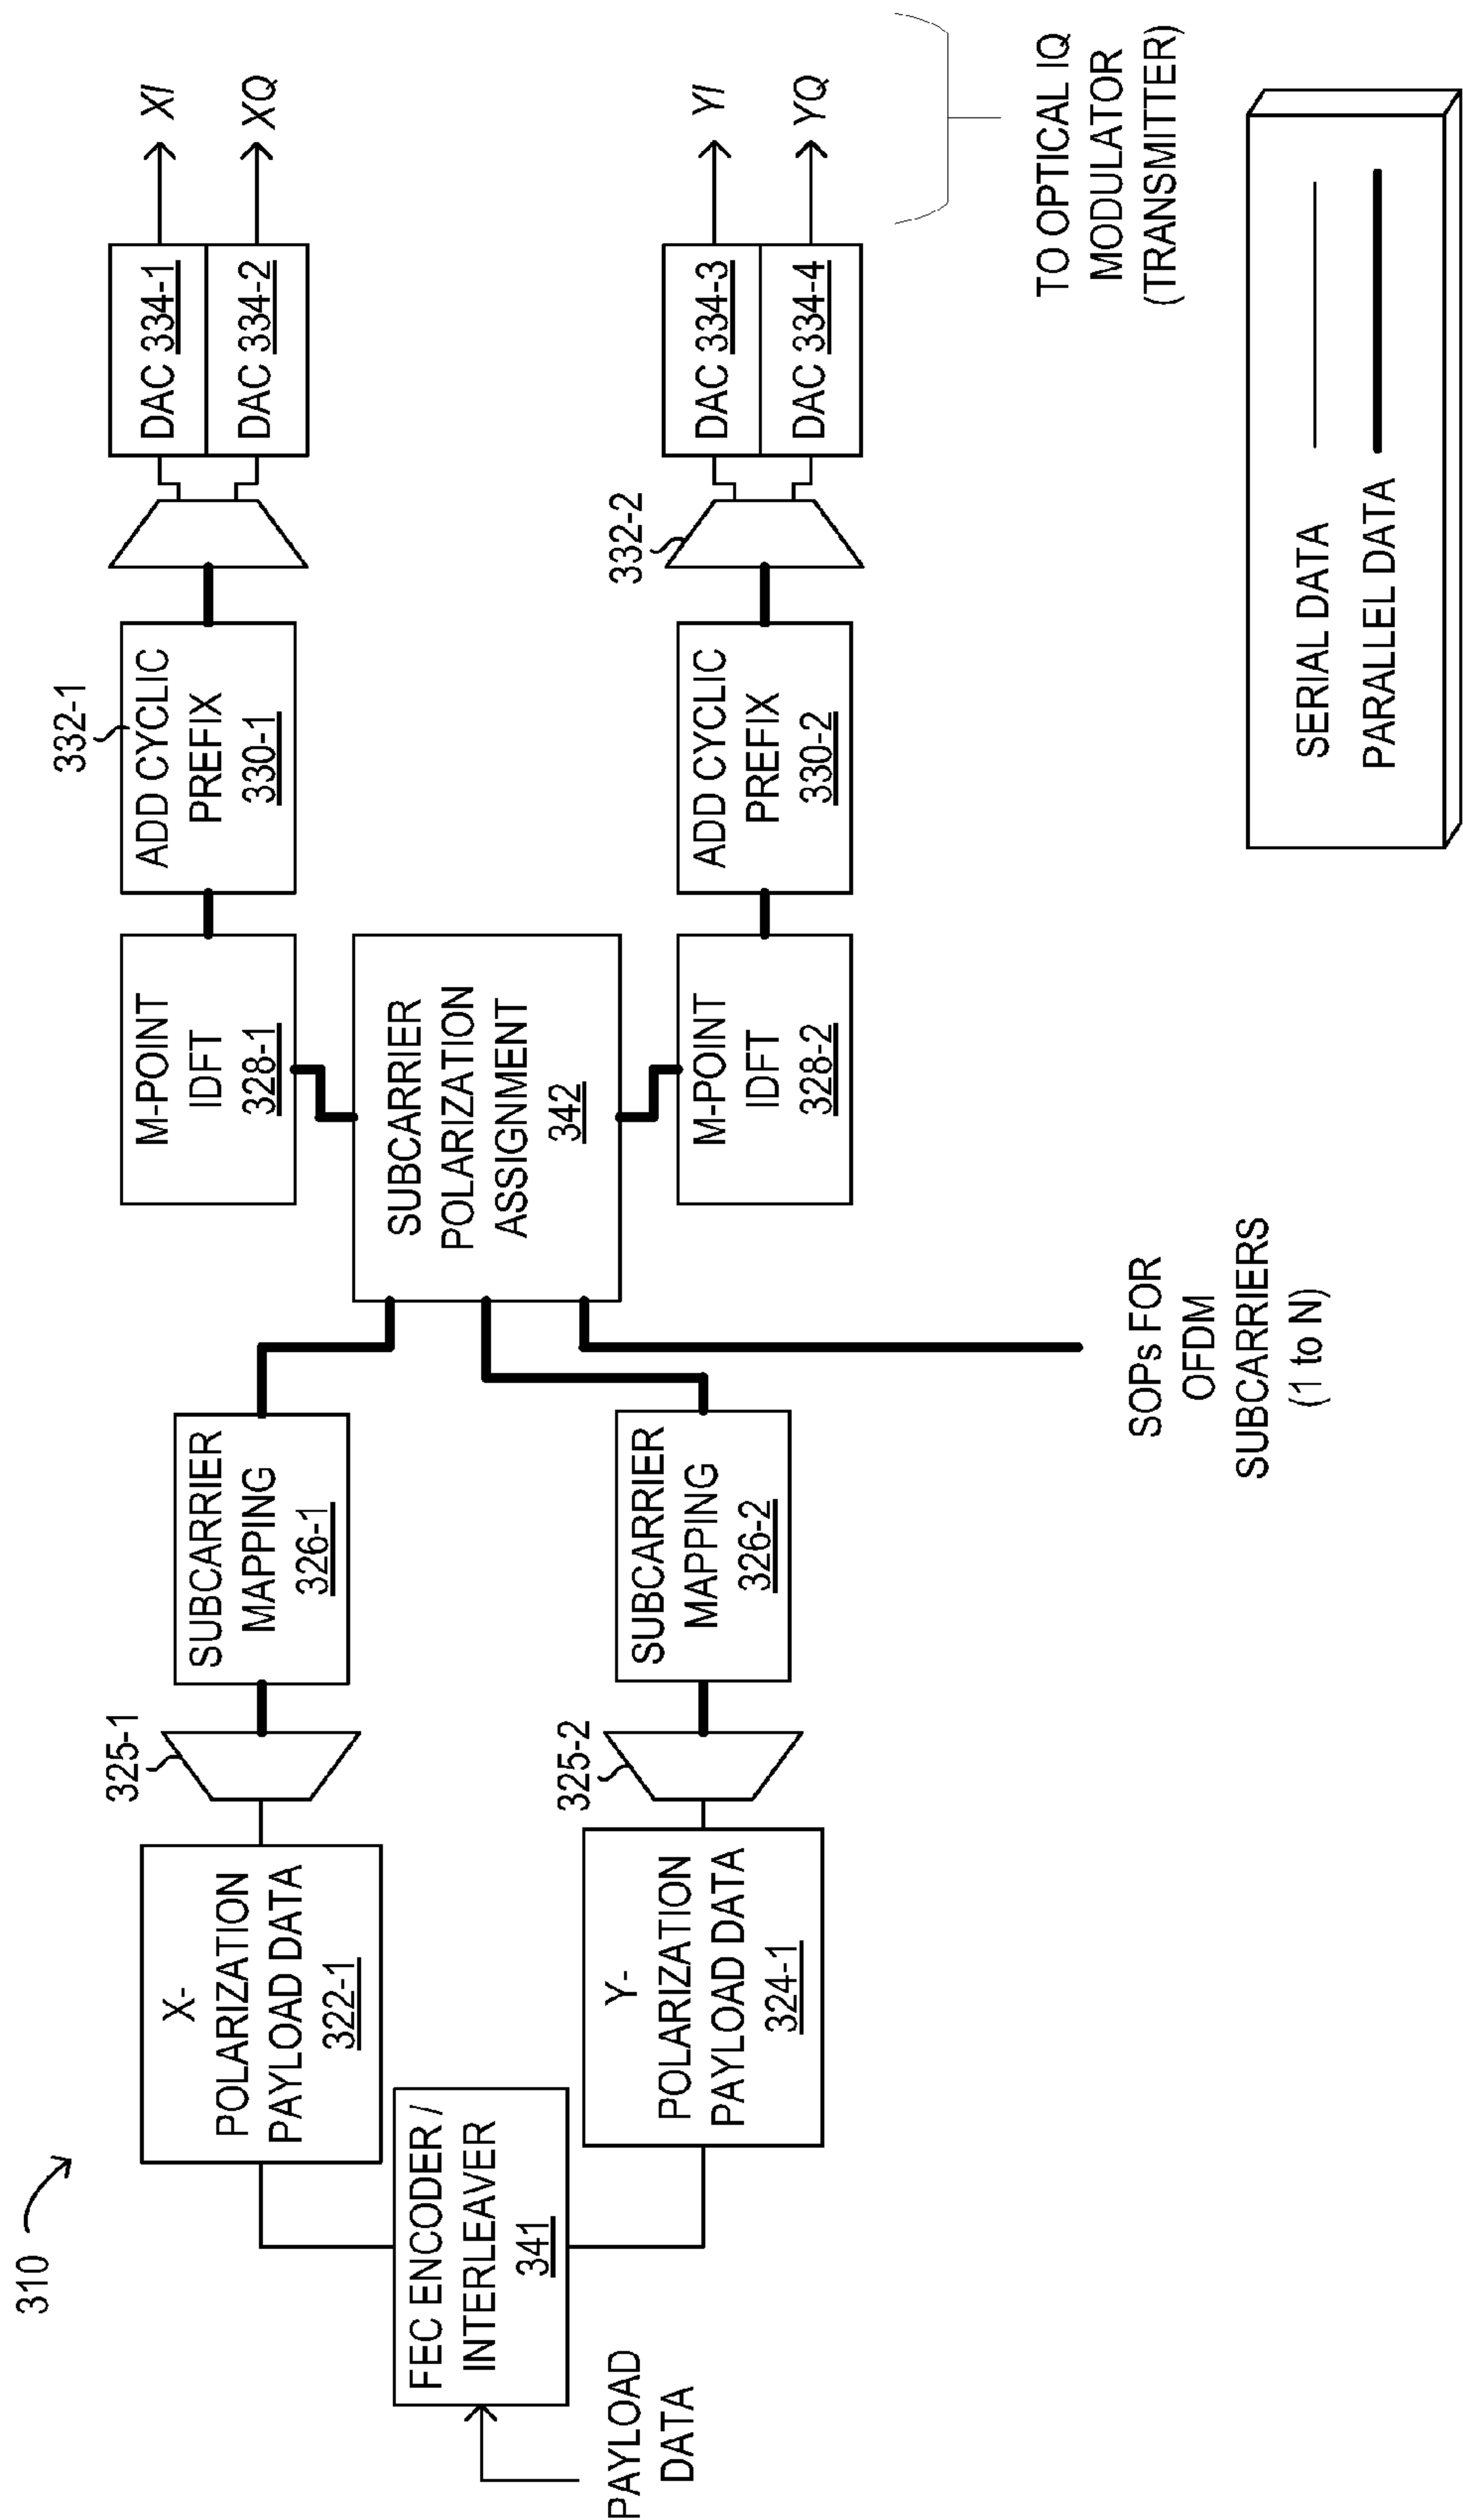 310
PAYLOAD
DATA
FEC ENCODER /
INTERLEAVER
341
X-
POLARIZATION
PAYLOAD DATA
322-1
Y-
POLARIZATION
PAYLOAD DATA
324-1
325-1
325-2
SUBCARRIER
MAPPING
326-1
SUBCARRIER
MAPPING
326-2
SOPs FOR
OFDM
SUBCARRIERS
(1 to N)
SUBCARRIER
POLARIZATION
ASSIGNMENT
342
M-POINT
IDFT
328-1
M-POINT
IDFT
328-2
332-1
ADD CYCLIC
PREFIX
330-1
ADD CYCLIC
PREFIX
330-2
332-2
DAC 334-1
DAC 334-2
DAC 334-3
DAC 334-4
XI
XQ
YI
YQ
TO OPTICAL IQ
MODULATOR
(TRANSMITTER)
SERIAL DATA
PARALLEL DATA